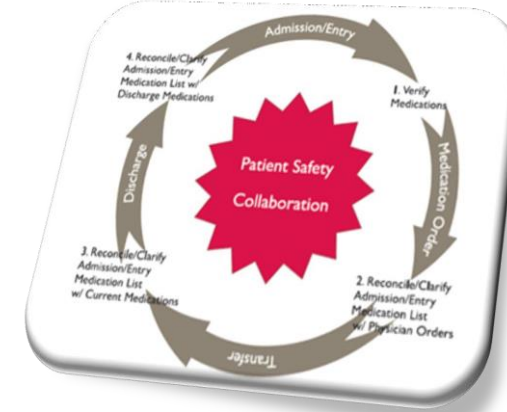 Admission/Entry
1. Verify
Medications
Medication Order
2. Reconcile/Clarify
Admission/Entry
Medication List
w/ Physician Orders
Transfer
3. Reconcile/Clarify
Admission/Entry
Medication List
w/ Current Medications
Discharge
4. Reconcile/Clarify
Admission/Entry
Medication List w/
Discharge Medications
Patient Safety
Collaboration